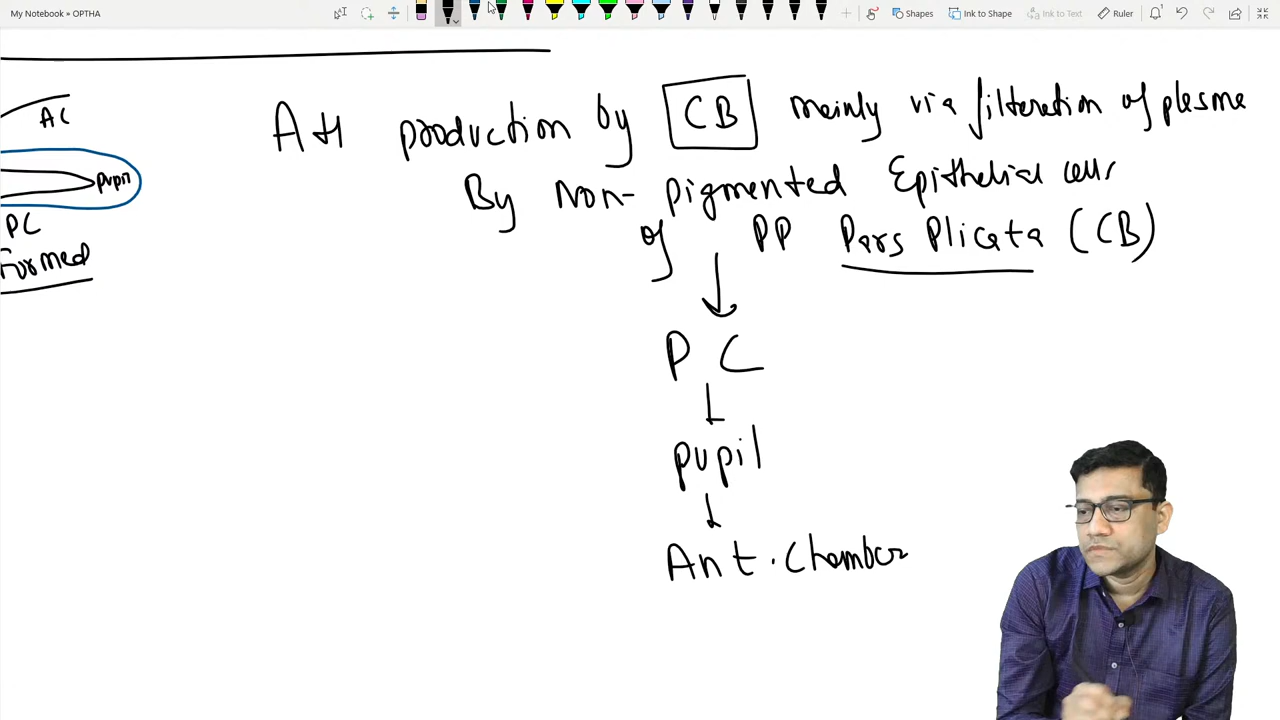 My Notebook » OPTHA
Shapes
Ink to Shape
Ink to Text
Ruler
AC
pupil
PC
Formed
AH production by CB mainly via filteration of plasma
By Non-pigmented Epithelial cells
of PP Pars Plicata (CB)
PC
pupil
Ant. Chamber